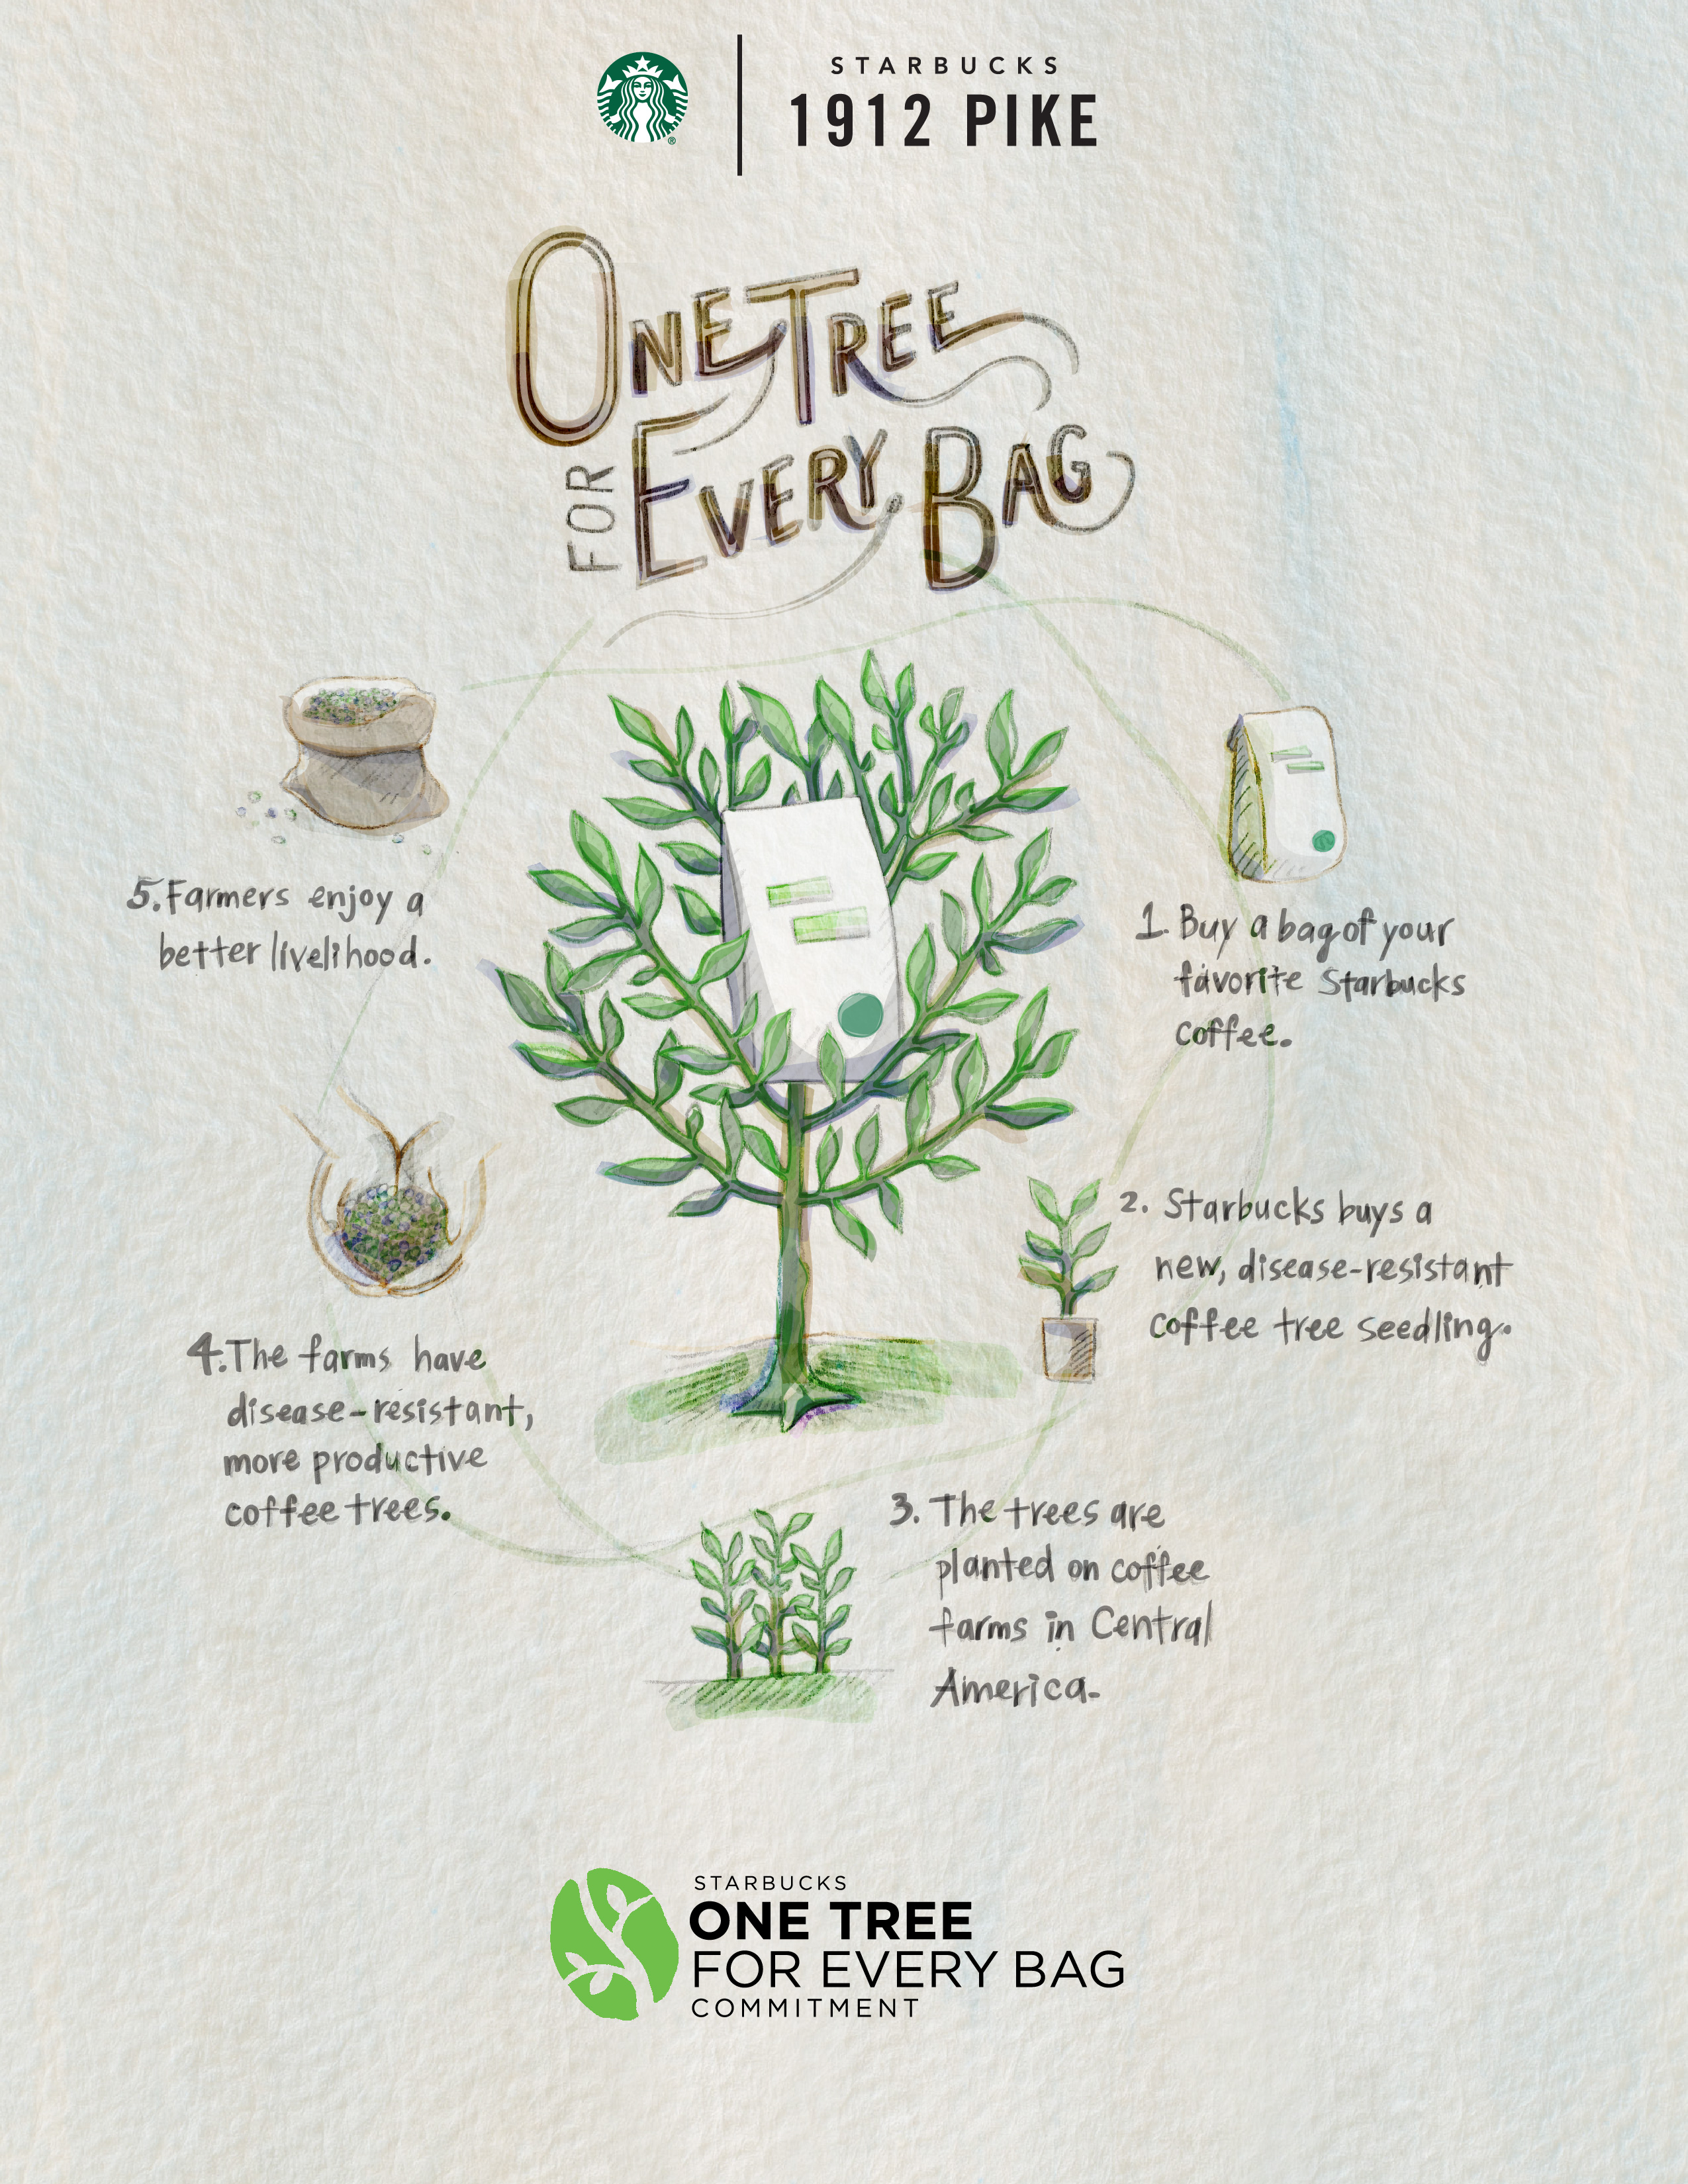 STARBUCKS
1912 PIKE
ONE TREE
FOR EVERY BAG
1. Buy a bag of your
favorite Starbucks
coffee.
2. Starbucks buys a
new, disease-resistant
coffee tree seedling.
3. The trees are
planted on coffee
farms in Central
America.
4. The farms have
disease-resistant,
more productive
coffee trees.
5. Farmers enjoy a
better livelihood.
STARBUCKS
ONE TREE
FOR EVERY BAG
COMMITMENT